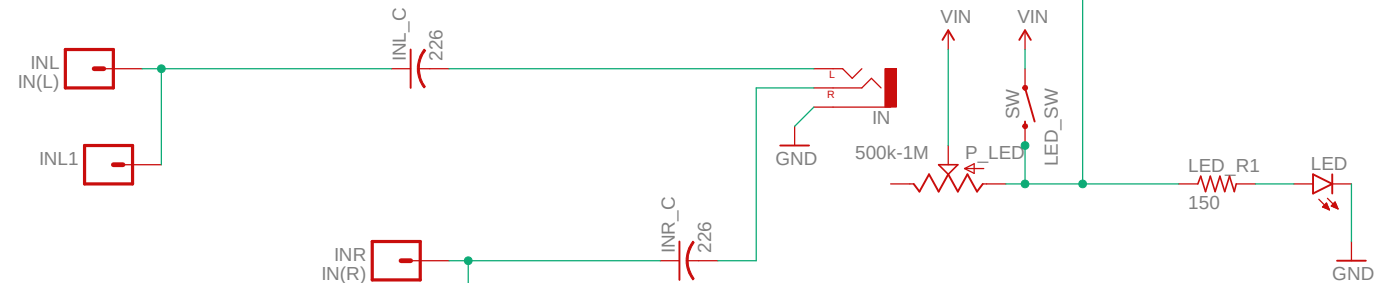 INL
IN(L)
INL1
INL_C
226
L
R
IN
GND
VIN
VIN
SW
LED_SW
500k-1M
P_LED
LED_R1
150
LED
GND
INR
IN(R)
INR_C
226